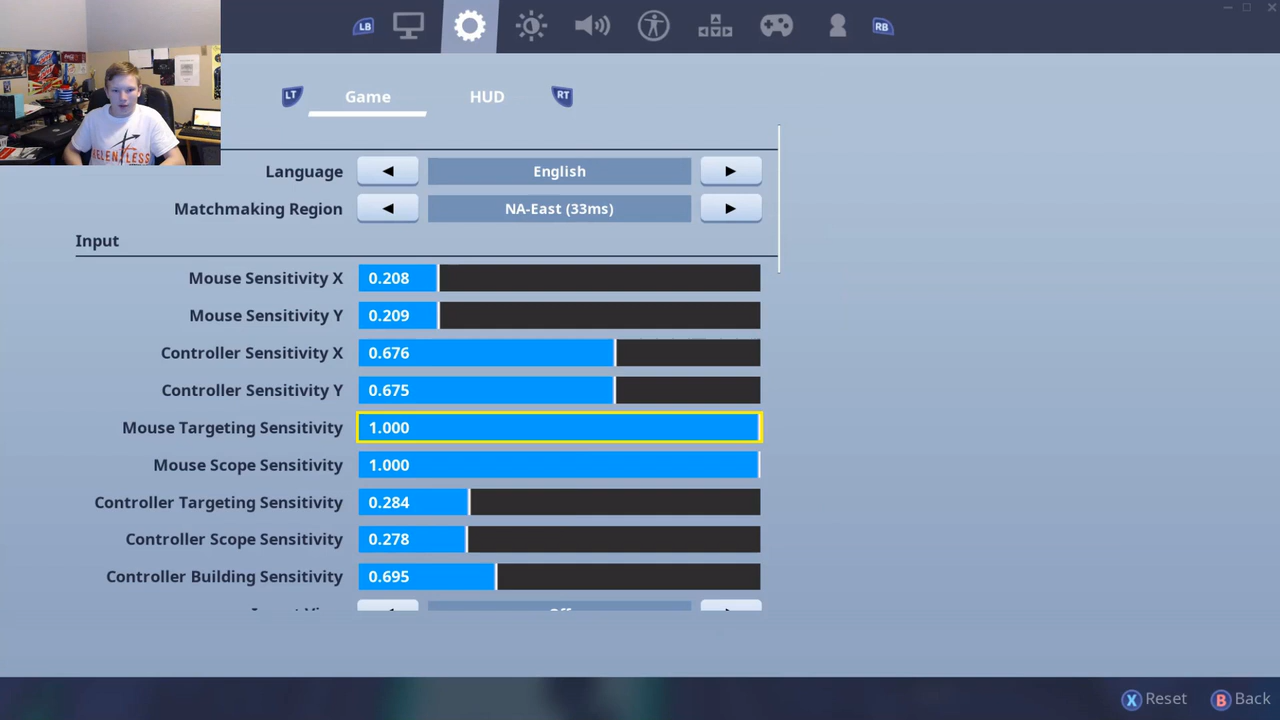 LB
RB
LT
Game
HUD
RT
Language
English
Matchmaking Region
NA-East (33ms)
Input
Mouse Sensitivity X
0.208
Mouse Sensitivity Y
0.209
Controller Sensitivity X
0.676
Controller Sensitivity Y
0.675
Mouse Targeting Sensitivity
1.000
Mouse Scope Sensitivity
1.000
Controller Targeting Sensitivity
0.284
Controller Scope Sensitivity
0.278
Controller Building Sensitivity
0.695
Off
RELENTLESS
X Reset
B Back